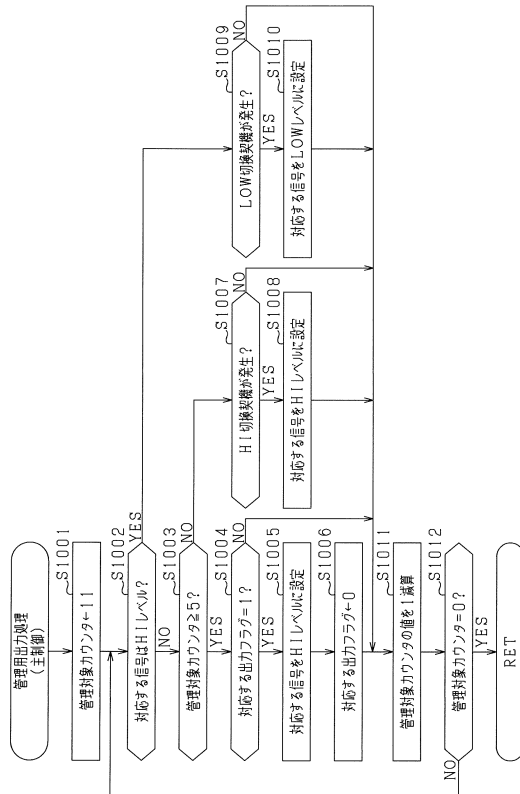 管理用出力処理
(主制御)
S1001
管理対象カウンタ←11
S1002
対応する信号はHIレベル?
YES
NO
S1003
管理対象カウンタ≧5?
NO
YES
S1004
対応する出力フラグ=1?
NO
YES
S1005
対応する信号をHIレベルに設定
S1006
対応する出力フラグ←0
S1007
HI切換契機が発生?
NO
YES
S1008
対応する信号をHIレベルに設定
S1009
LOW切換契機が発生?
NO
YES
S1010
対応する信号をLOWレベルに設定
S1011
管理対象カウンタの値を1減算
S1012
管理対象カウンタ=0?
NO
YES
RET